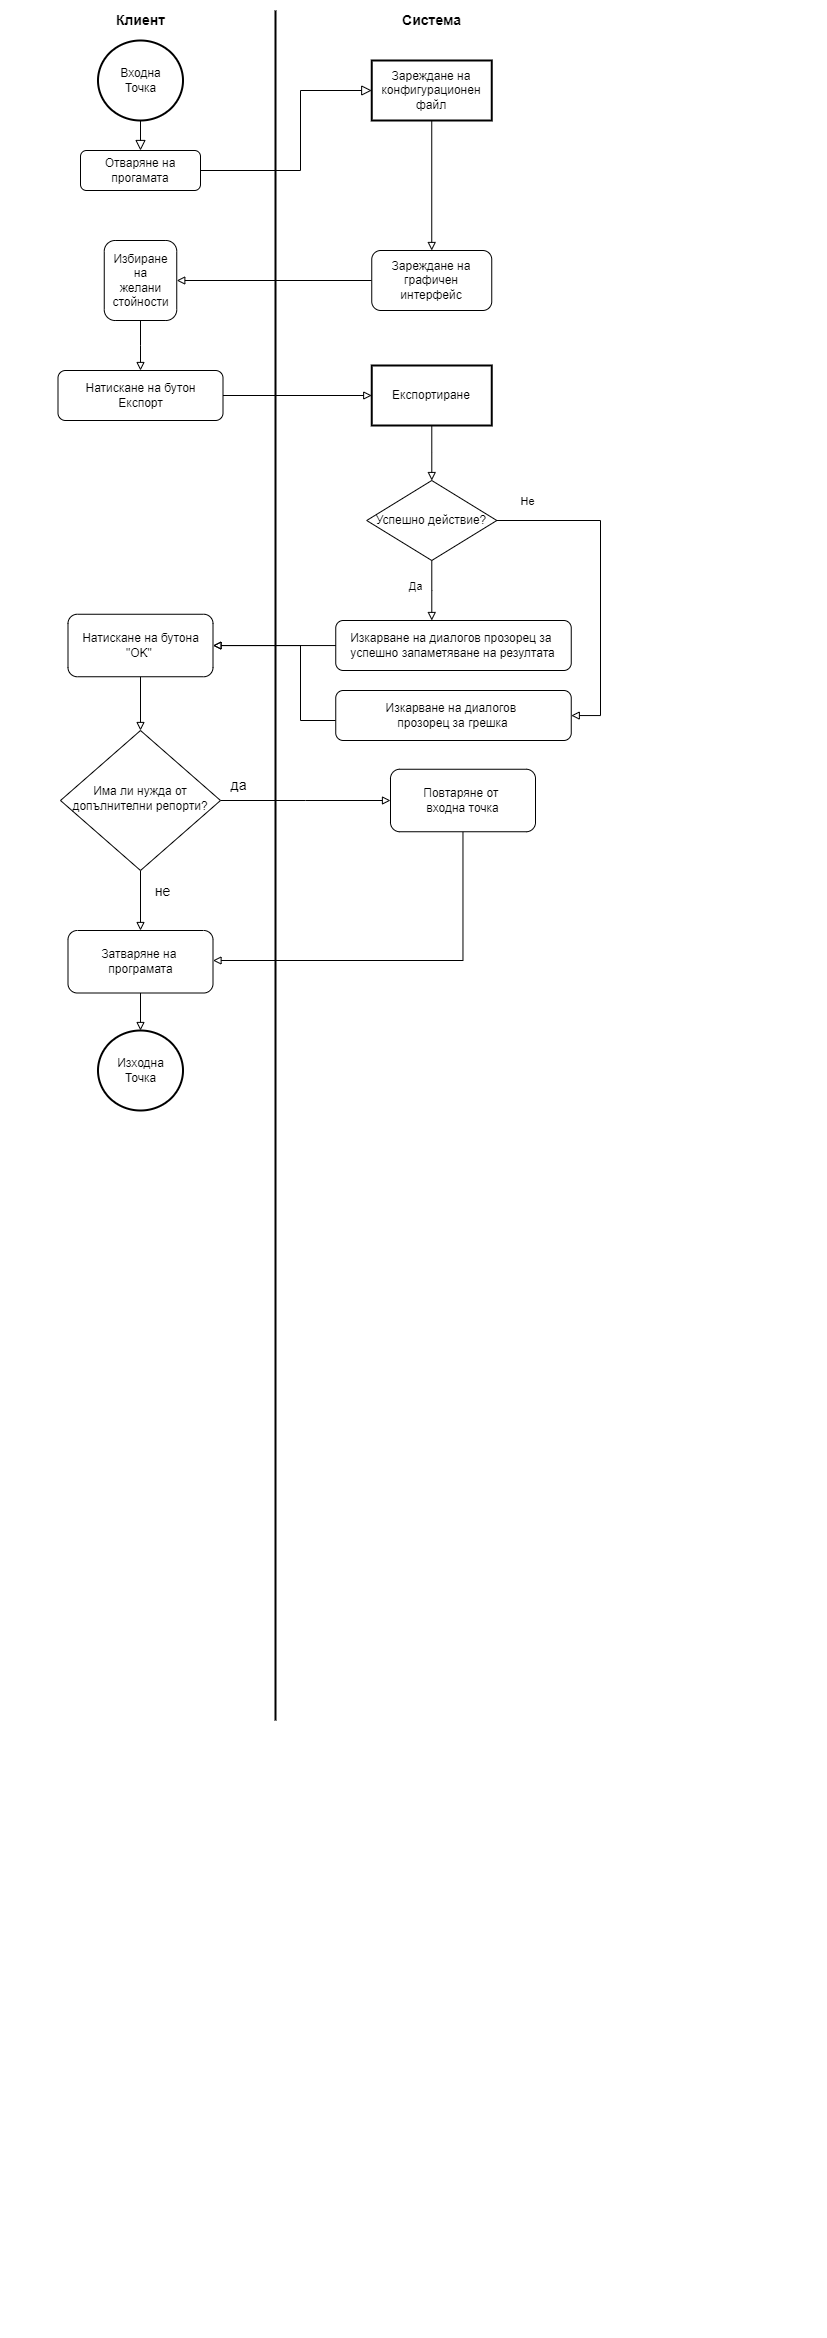 Клиент
Система
Входна
Точка
Зареждане на
конфигурационен
файл
Отваряне на
прогамата
Избиране
на
желани
стойности
Зареждане на
графичен
интерфейс
Натискане на бутон
Експорт
Експортиране
Успешно действие?
Не
Да
Натискане на бутона
"OK"
Изкарване на диалогов прозорец за
успешно запаметяване на резултата
Изкарване на диалогов
прозорец за грешка
Има ли нужда от
допълнителни репорти?
да
Повтаряне от
входна точка
не
Затваряне на
програмата
Изходна
Точка